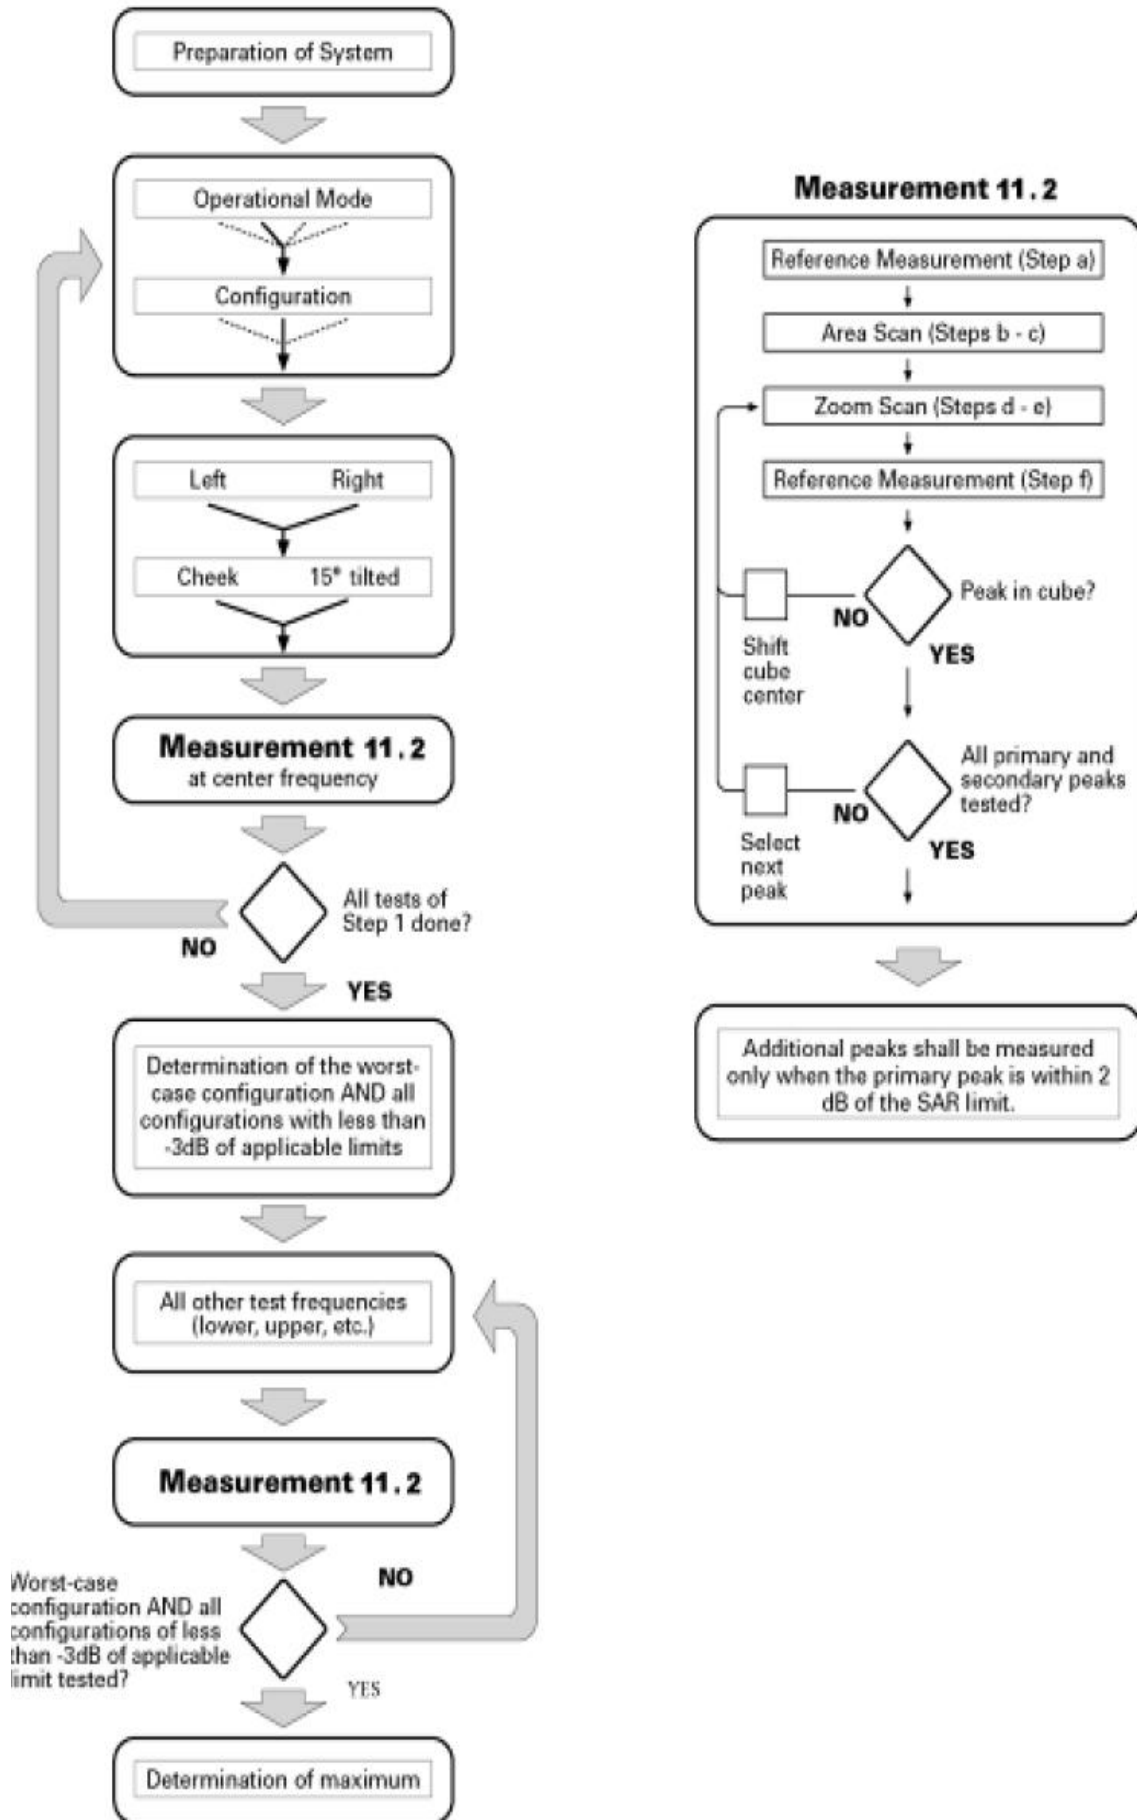 Preparation of System
Operational Mode
Configuration
Left Right
Cheek 15° tilted
Measurement 11.2
at center frequency
All tests of
Step 1 done?
NO
YES
Determination of the worst-
case configuration AND all
configurations with less than
-3dB of applicable limits
All other test frequencies
(lower, upper, etc.)
Measurement 11.2
NO
Worst-case
configuration AND all
configurations of less
than -3dB of applicable
limit tested?
YES
Determination of maximum
Measurement 11.2
Reference Measurement (Step a)
Area Scan (Steps b - c)
Zoom Scan (Steps d - e)
Reference Measurement (Step f)
Peak in cube?
NO
Shift
cube
center
YES
All primary and
secondary peaks
tested?
NO
Select
next
peak
YES
Additional peaks shall be measured
only when the primary peak is within 2
dB of the SAR limit.